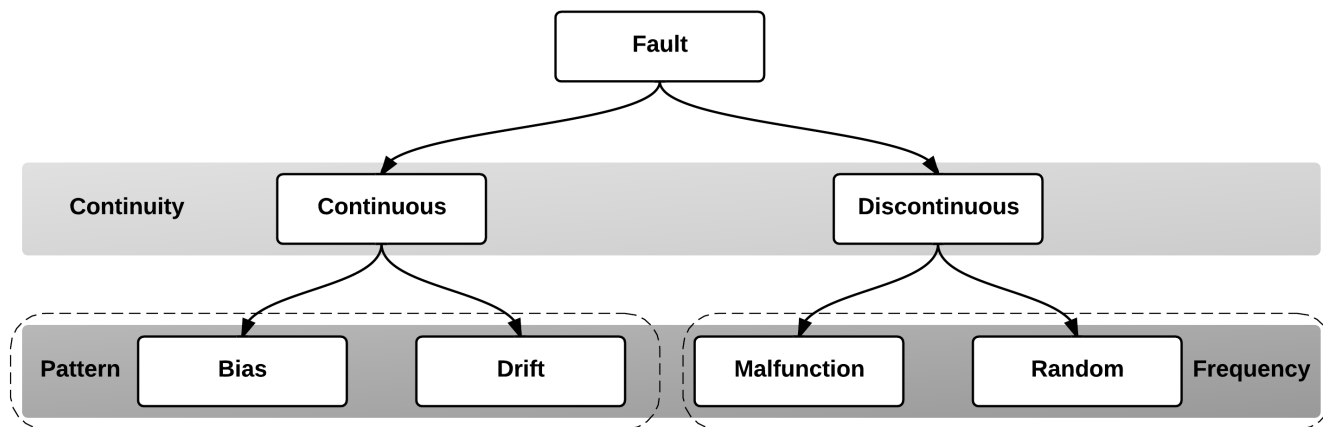 Fault
Continuity Continuous Discontinuous
Pattern Bias Drift Malfunction Random Frequency